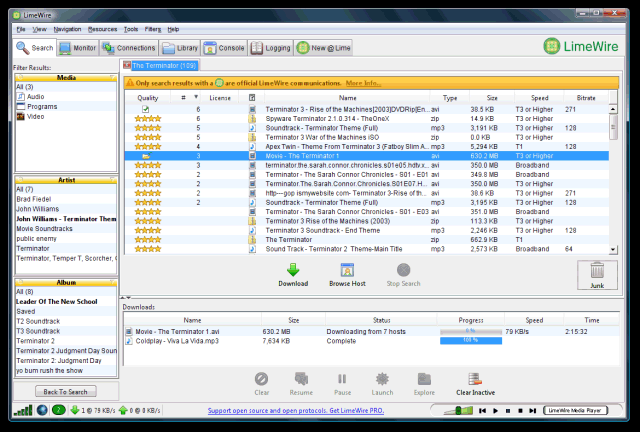 LimeWire
File View Navigation Resources Tools Filters Help
Search Monitor Connections Library Console Logging New @ Lime LimeWire
Filter Results:
The Terminator (109)
Media
All (3)
Audio
Programs
Video
Only search results with a are official LimeWire communications. More Info...
Quality # License Name Type Size Speed Bitrate
6 Terminator 3 - Rise of the Machines[2003]DVDRip[En... avi 38.5 KB T3 or Higher 271
6 Spyware Terminator 2.1.0.314 - TheOneX zip 14.9 KB T3 or Higher
5 Soundtrack - Terminator Theme (Full) mp3 3,191 KB T3 or Higher 128
5 Terminator 3 War of the Machines iSO zip 0.0 KB T3 or Higher
4 Apex Twin - Theme From Terminator 3 (Fatboy Slim A... mp3 5,294 KB T1 128
3 Movie - The Terminator 1 avi 630.2 MB T3 or Higher
3 terminator.the.sarah.connor.chronicles.s01e05.hdtv.x... avi 350.0 MB Broadband
2 Terminator - The Sarah Connor Chronicles - S01 - E01 avi 349.8 MB Broadband
2 Terminator.The.Sarah.Connor.Chronicles.S01E07.H... avi 350.0 MB Broadband
2 http--gop ismywebsite com- Terminator 3-Rise of th... avi 38.6 KB T3 or Higher 271
2 Soundtrack - Terminator Theme (Full) mp3 3,191 KB T3 or Higher 128
Terminator - The Sarah Connor Chronicles - S01 - E03 avi 351.0 MB Broadband
Terminator 3 Rise of the Machines (2003) zip 113.3 KB T3 or Higher
Terminator 3 Soundtrack - End Theme mp3 2,246 KB T3 or Higher 128
The Terminator zip 662.9 KB T1
Sound Track - Terminator 2 Theme-Main Title mp3 2,573 KB Broadband 64
Artist
All (7)
Brad Fiedel
John Williams
John Williams - Terminator Them
Movie Soundtracks
public enemy
Terminator
Terminator, Temper T, Scorcher, (
Download Browse Host Stop Search Junk
Album
All (8)
Leader Of The New School
Saved
T2 Soundtrack
T3 Soundtrack
Terminator 2
Terminator 2 Judgment Day Soun
Terminator 2: Judgment Day
yo bum rush the show
Downloads
Name Size Status Progress Speed Time
Movie - The Terminator 1.avi 630.2 MB Downloading from 7 hosts 0 % 79 KB/s 2:15:32
Coldplay - Viva La Vida.mp3 7,634 KB Complete 100 %
Clear Resume Pause Launch Explore Clear Inactive
Back To Search
2 1 @ 79 KB/s 0 @ 0 KB/s Support open source and open protocols. Get LimeWire PRO. LimeWire Media Player